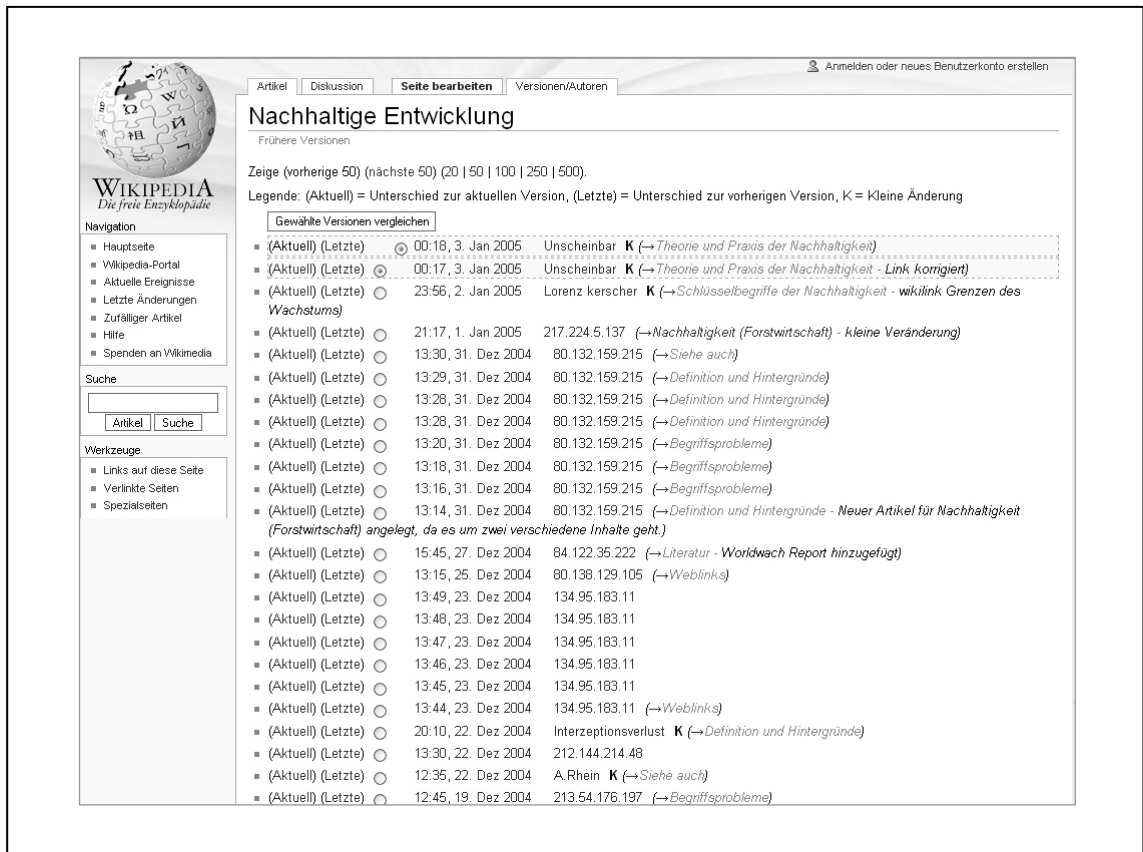 Anmelden oder neues Benutzerkonto erstellen
Artikel Diskussion Seite bearbeiten Versionen/Autoren
Nachhaltige Entwicklung
Frühere Versionen
WIKIPEDIA
Die freie Enzyklopädie
Navigation
Hauptseite
Wikipedia-Portal
Aktuelle Ereignisse
Letzte Änderungen
Zufälliger Artikel
Hilfe
Spenden an Wikimedia
Suche
Artikel Suche
Werkzeuge
Links auf diese Seite
Verlinkte Seiten
Spezialseiten
Zeige (vorherige 50) (nächste 50) (20 | 50 | 100 | 250 | 500).
Legende: (Aktuell) = Unterschied zur aktuellen Version, (Letzte) = Unterschied zur vorherigen Version, K = Kleine Änderung
Gewählte Versionen vergleichen
(Aktuell) (Letzte) 00:18, 3. Jan 2005 Unscheinbar K (→Theorie und Praxis der Nachhaltigkeit)
(Aktuell) (Letzte) 00:17, 3. Jan 2005 Unscheinbar K (→Theorie und Praxis der Nachhaltigkeit - Link korrigiert)
(Aktuell) (Letzte) 23:56, 2. Jan 2005 Lorenz kerscher K (→Schlüsselbegriffe der Nachhaltigkeit - wikilink Grenzen des
Wachstums)
(Aktuell) (Letzte) 21:17, 1. Jan 2005 217.224.5.137 (→Nachhaltigkeit (Forstwirtschaft) - kleine Veränderung)
(Aktuell) (Letzte) 13:30, 31. Dez 2004 80.132.159.215 (→Siehe auch)
(Aktuell) (Letzte) 13:29, 31. Dez 2004 80.132.159.215 (→Definition und Hintergründe)
(Aktuell) (Letzte) 13:28, 31. Dez 2004 80.132.159.215 (→Definition und Hintergründe)
(Aktuell) (Letzte) 13:28, 31. Dez 2004 80.132.159.215 (→Definition und Hintergründe)
(Aktuell) (Letzte) 13:20, 31. Dez 2004 80.132.159.215 (→Begriffsprobleme)
(Aktuell) (Letzte) 13:18, 31. Dez 2004 80.132.159.215 (→Begriffsprobleme)
(Aktuell) (Letzte) 13:16, 31. Dez 2004 80.132.159.215 (→Begriffsprobleme)
(Aktuell) (Letzte) 13:14, 31. Dez 2004 80.132.159.215 (→Definition und Hintergründe - Neuer Artikel für Nachhaltigkeit
(Forstwirtschaft) angelegt, da es um zwei verschiedene Inhalte geht.)
(Aktuell) (Letzte) 15:45, 27. Dez 2004 84.122.35.222 (→Literatur - Worldwach Report hinzugefügt)
(Aktuell) (Letzte) 13:15, 25. Dez 2004 80.138.129.105 (→Weblinks)
(Aktuell) (Letzte) 13:49, 23. Dez 2004 134.95.183.11
(Aktuell) (Letzte) 13:48, 23. Dez 2004 134.95.183.11
(Aktuell) (Letzte) 13:47, 23. Dez 2004 134.95.183.11
(Aktuell) (Letzte) 13:46, 23. Dez 2004 134.95.183.11
(Aktuell) (Letzte) 13:45, 23. Dez 2004 134.95.183.11
(Aktuell) (Letzte) 13:44, 23. Dez 2004 134.95.183.11 (→Weblinks)
(Aktuell) (Letzte) 20:10, 22. Dez 2004 Interzeptionsverlust K (→Definition und Hintergründe)
(Aktuell) (Letzte) 13:30, 22. Dez 2004 212.144.214.48
(Aktuell) (Letzte) 12:35, 22. Dez 2004 A.Rhein K (→Siehe auch)
(Aktuell) (Letzte) 12:45, 19. Dez 2004 213.54.176.197 (→Begriffsprobleme)